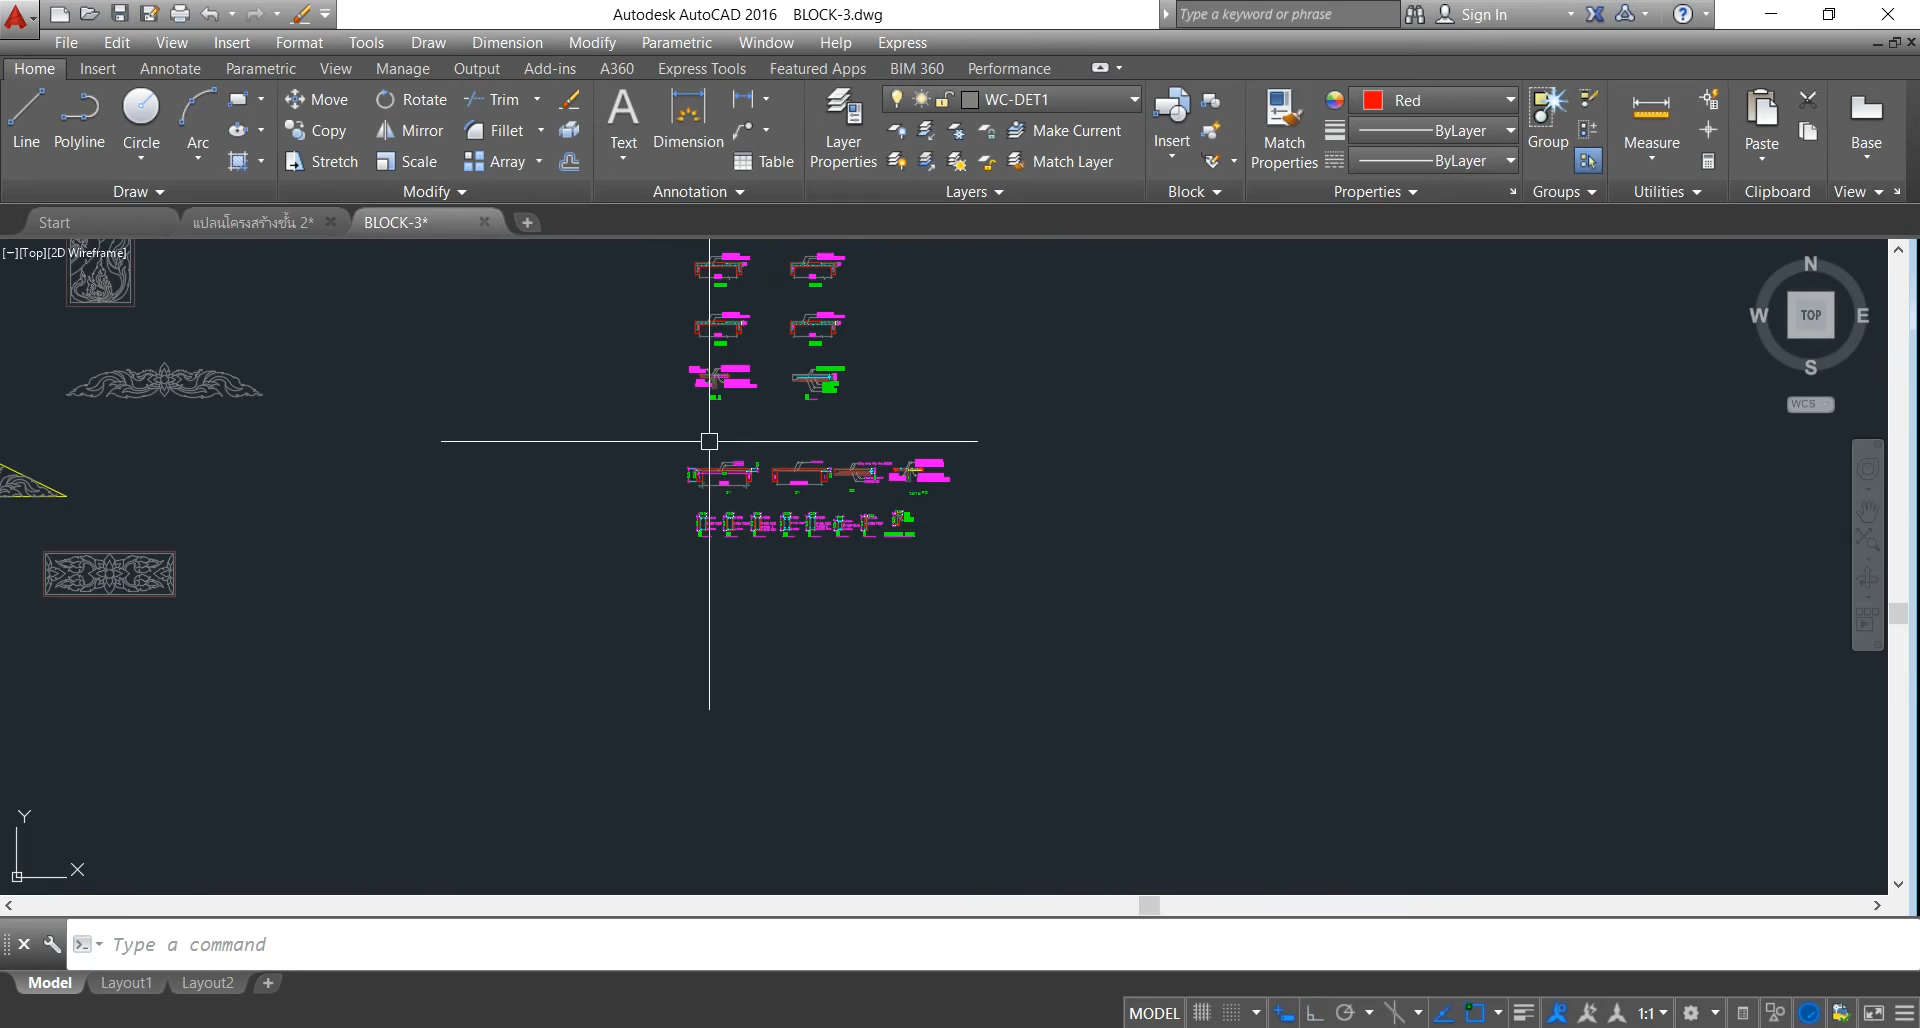 Autodesk AutoCAD 2016 BLOCK-3.dwg
Type a keyword or phrase
Sign In
File Edit View Insert Format Tools Draw Dimension Modify Parametric Window Help Express
Home Insert Annotate Parametric View Manage Output Add-ins A360 Express Tools Featured Apps BIM 360 Performance
Line Polyline Circle Arc
Move Rotate Trim
Copy Mirror Fillet
Stretch Scale Array
Text Dimension Table
Layer Properties
WC-DET1
Make Current
Match Layer
Insert
Match Properties
Red
ByLayer
ByLayer
Group
Measure
Paste
Base
Draw Modify Annotation Layers Block Properties Groups Utilities Clipboard View
Start แปลนโครงสร้างชั้น 2* BLOCK-3*
[−][Top][2D Wireframe]
N
W TOP E
S
WCS
Y
X
Type a command
Model Layout1 Layout2
MODEL 1:1